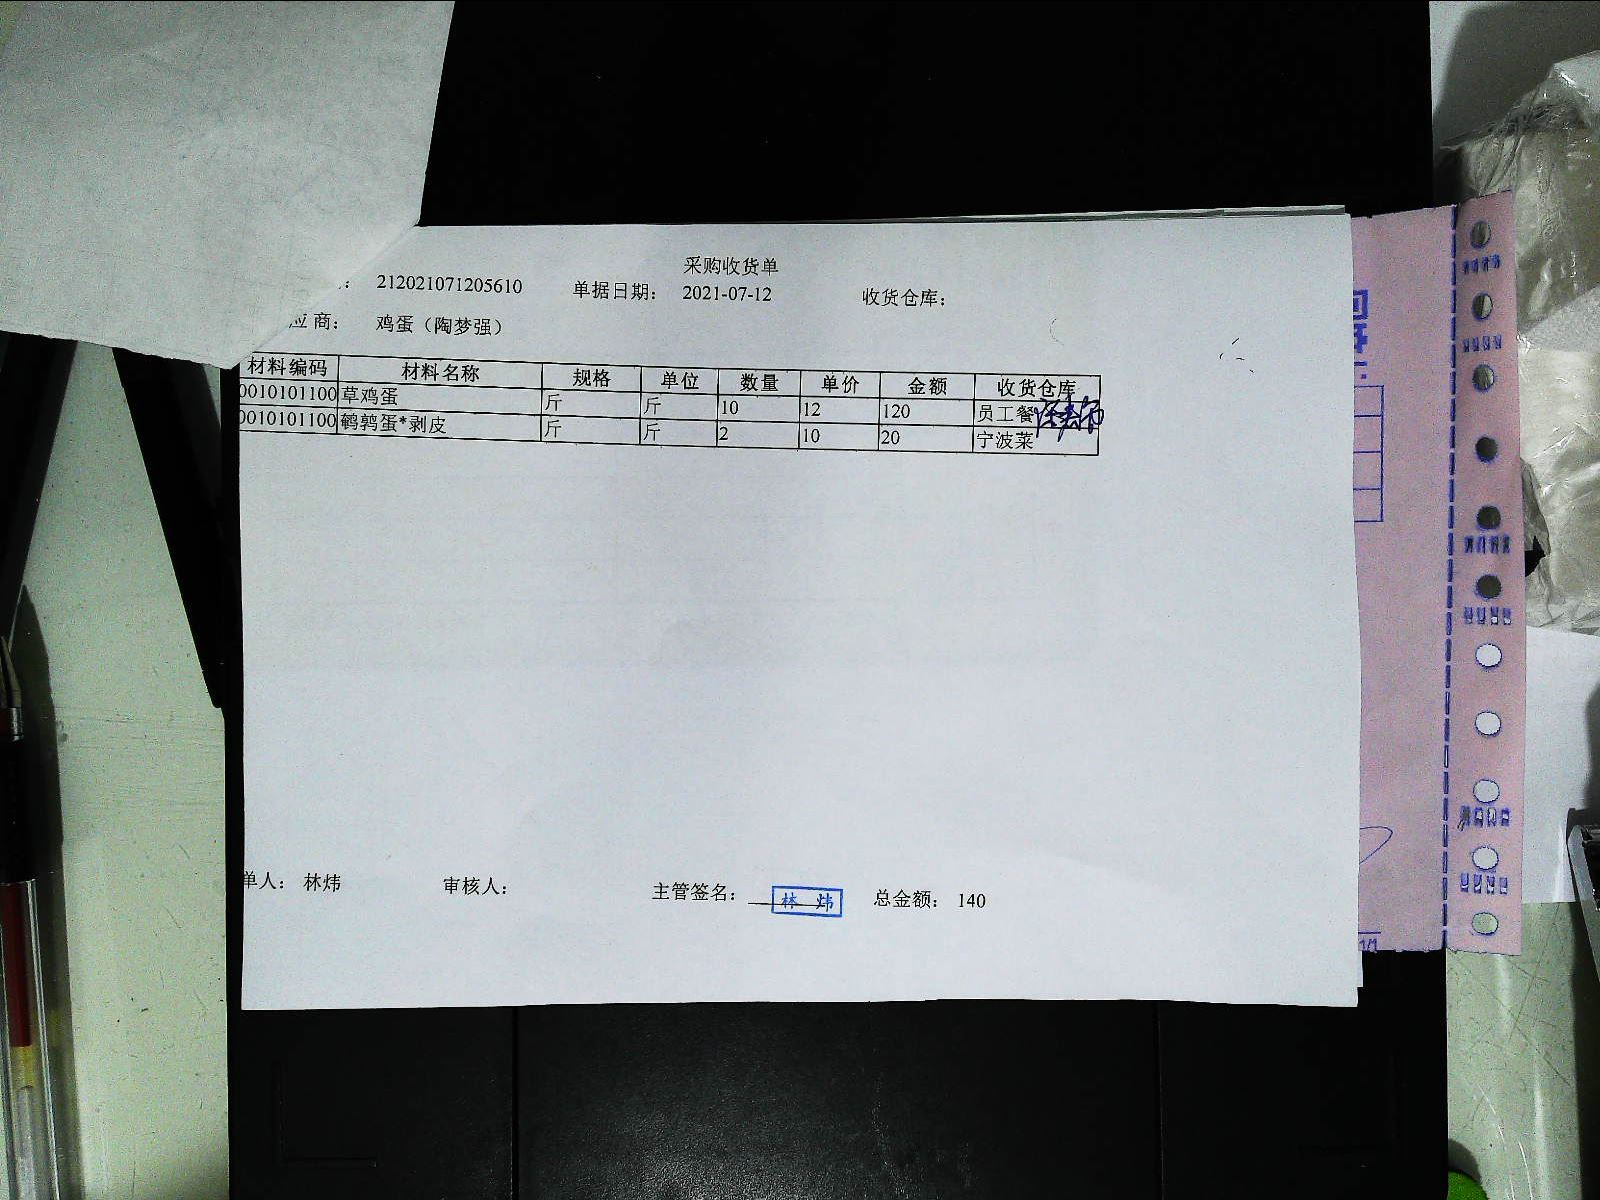 采购收货单
212021071205610 单据日期： 2021-07-12 收货仓库：
应商： 鸡蛋（陶梦强）
材料编码 材料名称 规格 单位 数量 单价 金额 收货仓库
0010101100 草鸡蛋 斤 斤 10 12 120 员工餐
0010101100 鹌鹑蛋*剥皮 斤 斤 2 10 20 宁波菜
单人： 林炜 审核人： 主管签名： 林炜 总金额： 140